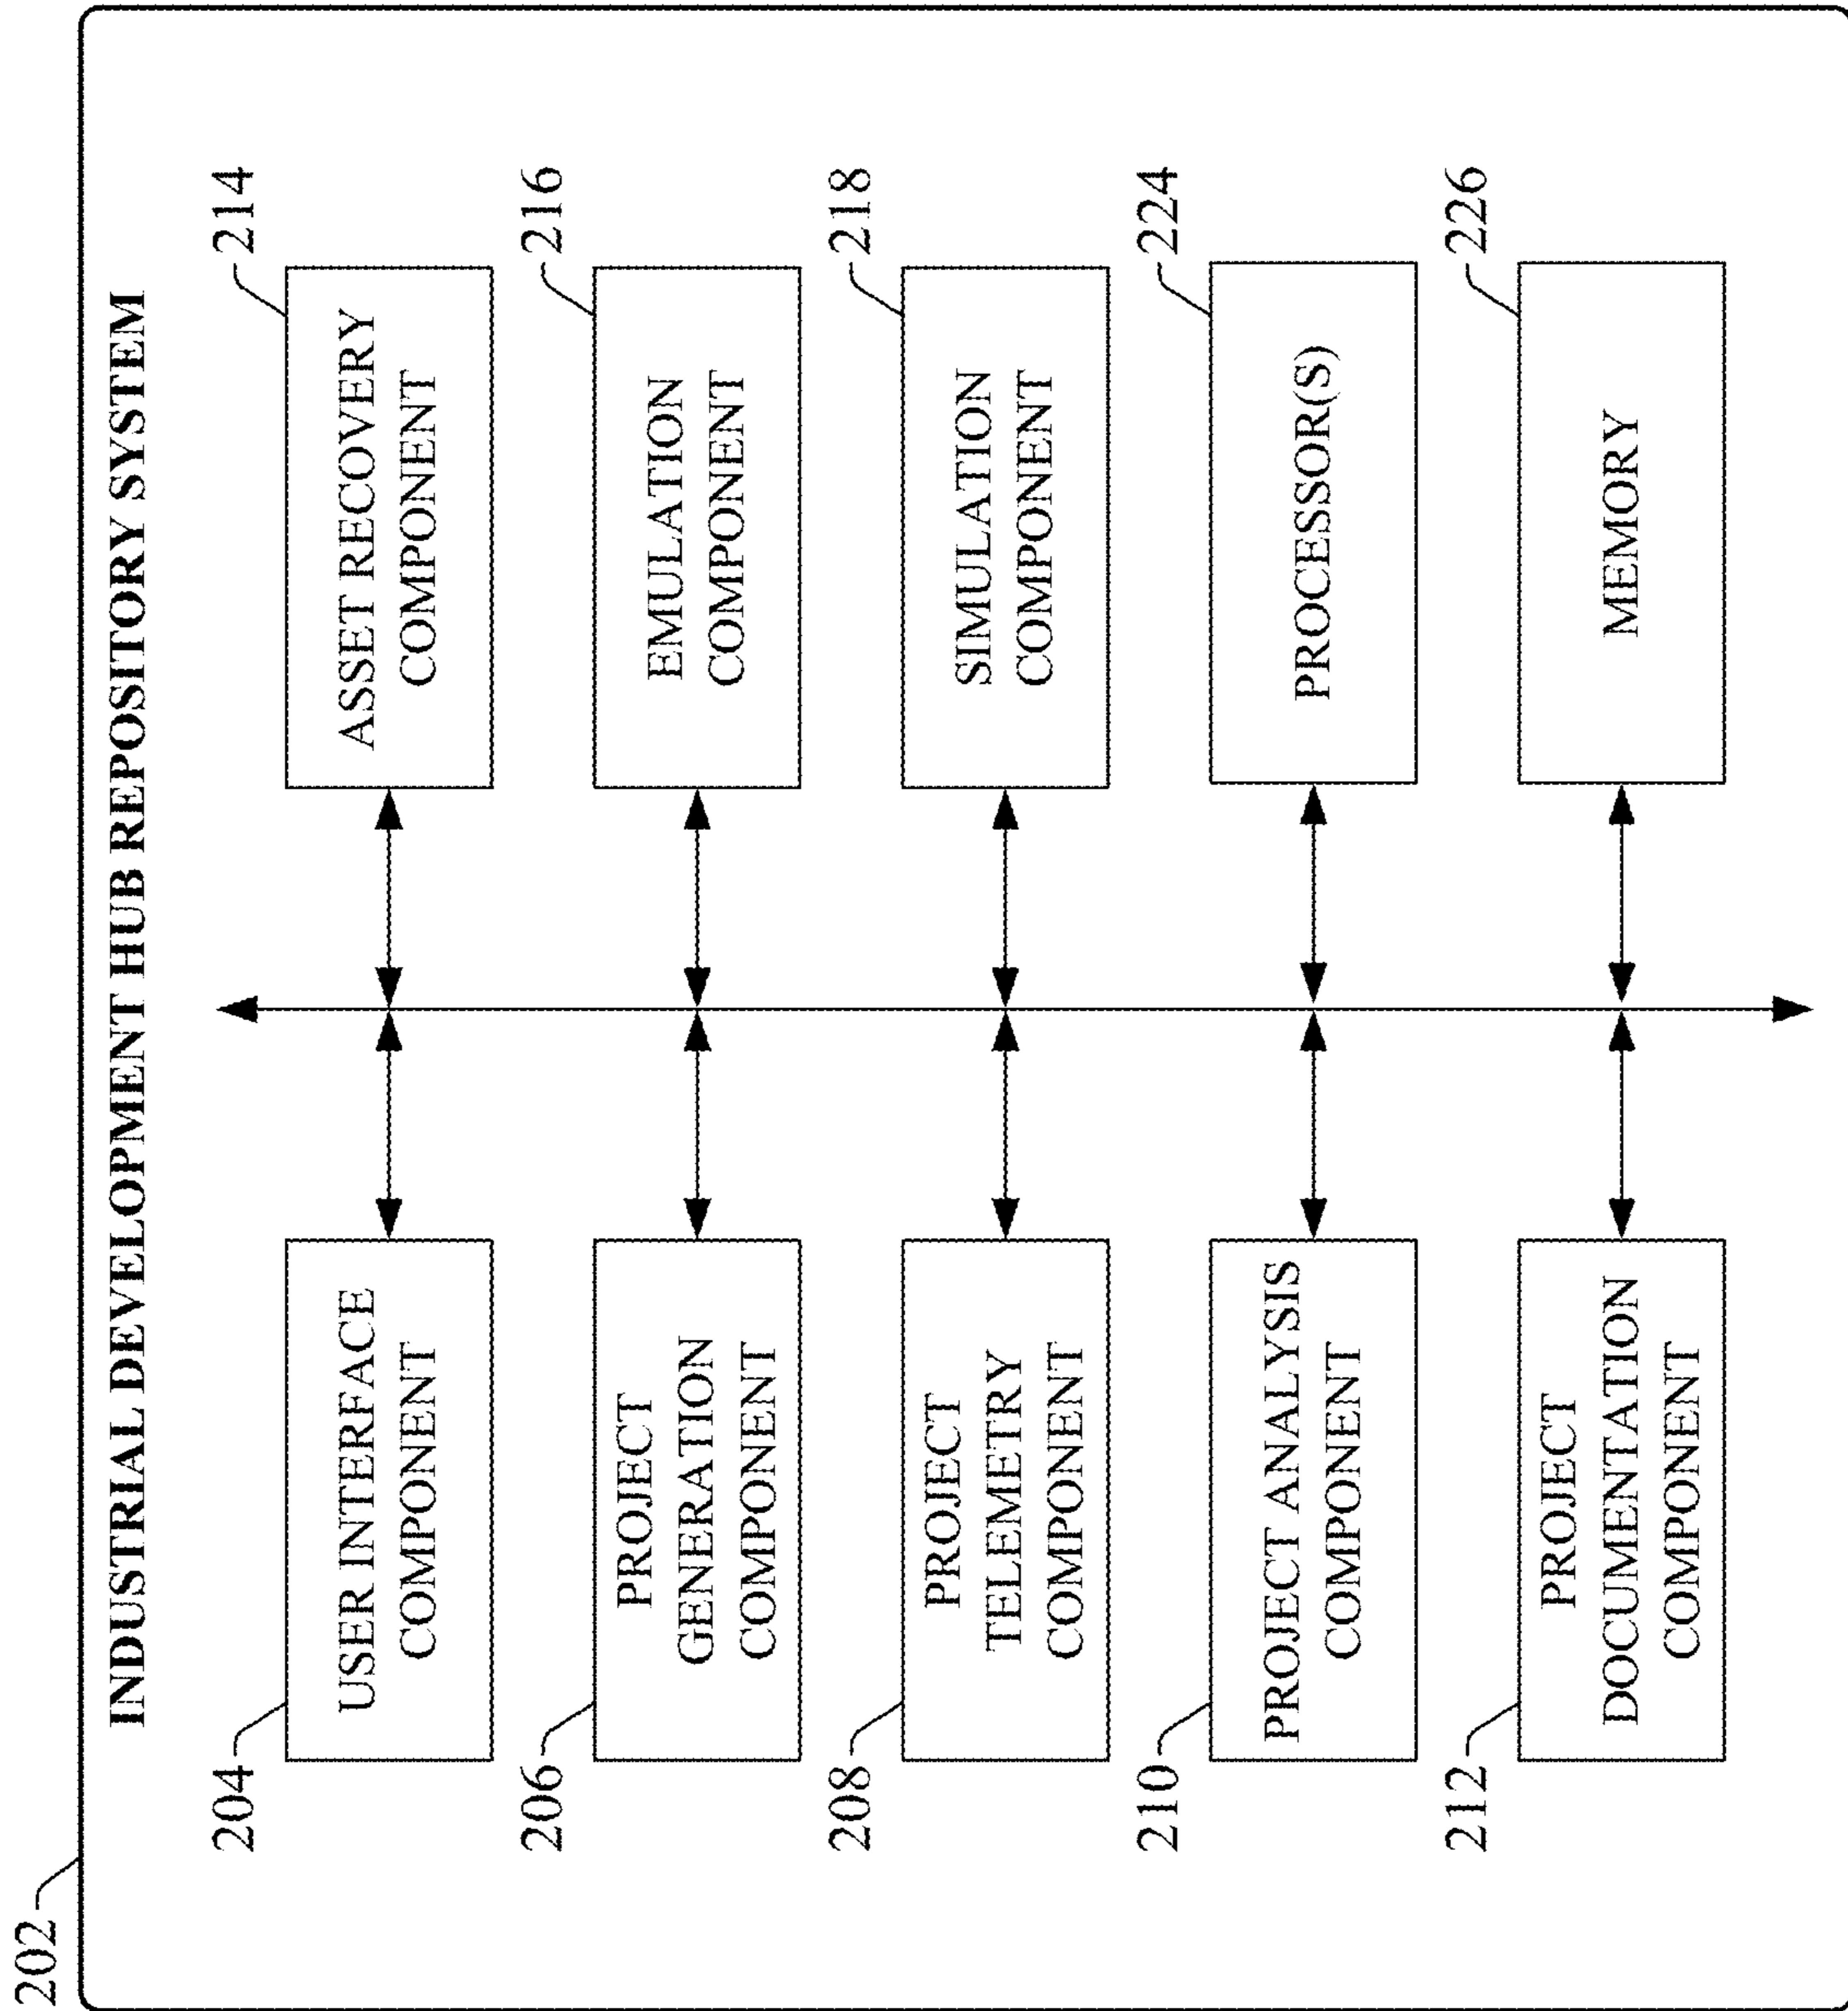 202
INDUSTRIAL DEVELOPMENT HUB REPOSITORY SYSTEM
204
USER INTERFACE
COMPONENT
206
PROJECT
GENERATION
COMPONENT
208
PROJECT
TELEMETRY
COMPONENT
210
PROJECT ANALYSIS
COMPONENT
212
PROJECT
DOCUMENTATION
COMPONENT
214
ASSET RECOVERY
COMPONENT
216
EMULATION
COMPONENT
218
SIMULATION
COMPONENT
224
PROCESSOR(S)
226
MEMORY